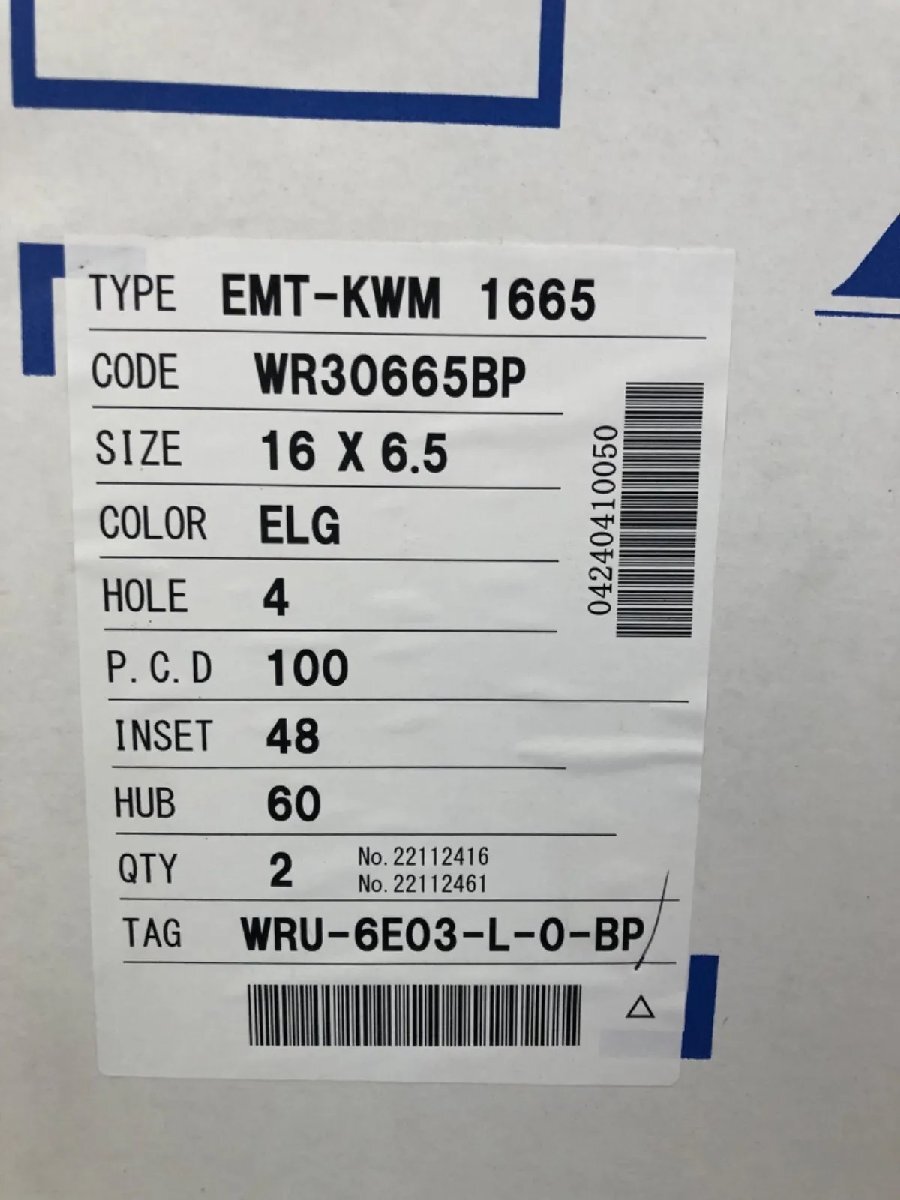 TYPE EMT-KWM 1665
CODE WR30665BP
SIZE 16 X 6.5
COLOR ELG
HOLE 4
P.C.D 100
INSET 48
HUB 60
QTY 2 No. 22112416
No. 22112461
TAG WRU-6E03-L-0-BP
04240410050